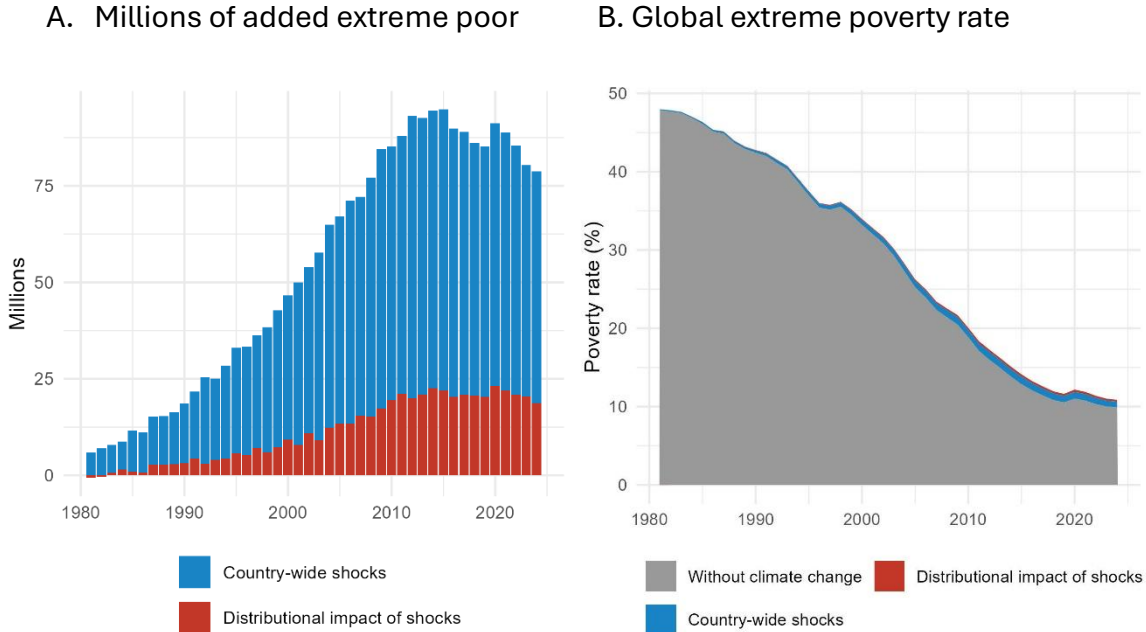 A. Millions of added extreme poor
Millions
75
50
25
0
1980
1990
2000
2010
2020
Country-wide shocks
Distributional impact of shocks
B. Global extreme poverty rate
Poverty rate (%)
50
40
30
20
10
0
1980
1990
2000
2010
2020
Without climate change
Distributional impact of shocks
Country-wide shocks